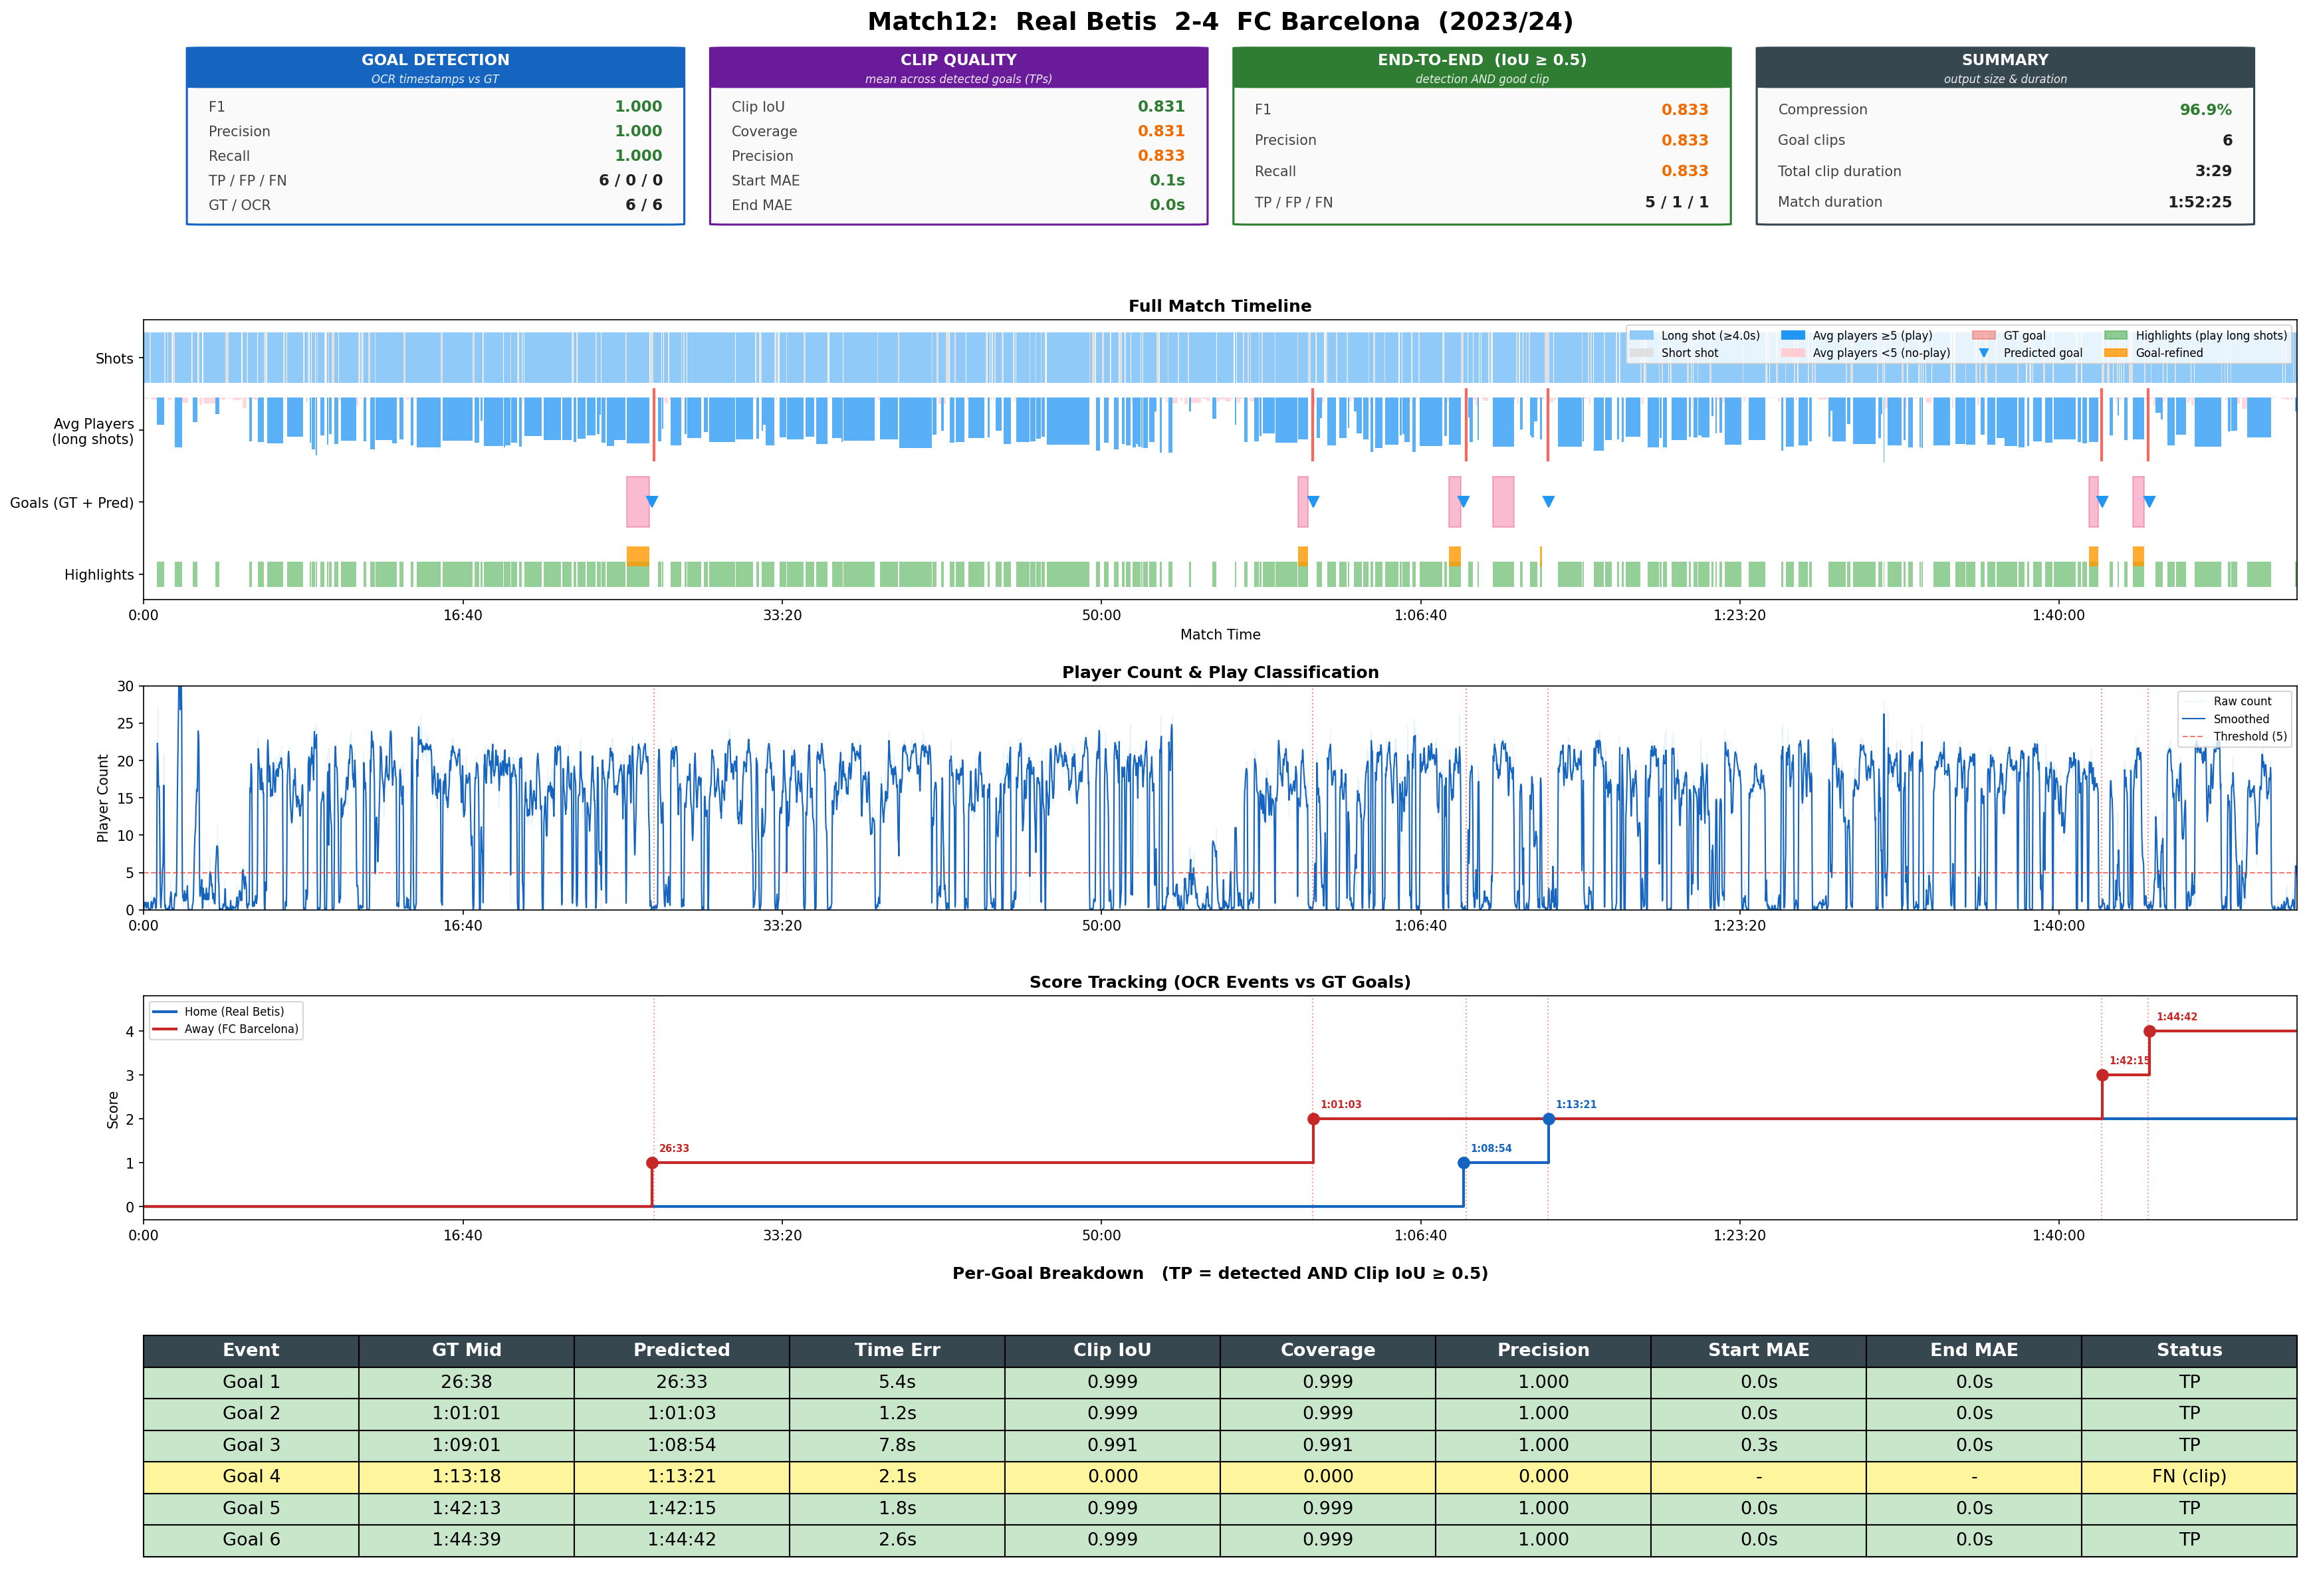 Match12:  Real Betis  2-4  FC Barcelona  (2023/24)
GOAL DETECTION
OCR timestamps vs GT
F1 1.000
Precision 1.000
Recall 1.000
TP / FP / FN 6 / 0 / 0
GT / OCR 6 / 6
CLIP QUALITY
mean across detected goals (TPs)
Clip IoU 0.831
Coverage 0.831
Precision 0.833
Start MAE 0.1s
End MAE 0.0s
END-TO-END  (IoU ≥ 0.5)
detection AND good clip
F1 0.833
Precision 0.833
Recall 0.833
TP / FP / FN 5 / 1 / 1
SUMMARY
output size & duration
Compression 96.9%
Goal clips 6
Total clip duration 3:29
Match duration 1:52:25
Full Match Timeline
Long shot (≥4.0s)
Short shot
Avg players ≥5 (play)
Avg players <5 (no-play)
GT goal
Predicted goal
Highlights (play long shots)
Goal-refined
Shots
Avg Players
(long shots)
Goals (GT + Pred)
Highlights
0:00 16:40 33:20 50:00 1:06:40 1:23:20 1:40:00
Match Time
Player Count & Play Classification
Raw count
Smoothed
Threshold (5)
Player Count
30
25
20
15
10
5
0
0:00 16:40 33:20 50:00 1:06:40 1:23:20 1:40:00
Score Tracking (OCR Events vs GT Goals)
Home (Real Betis)
Away (FC Barcelona)
Score
4
3
2
1
0
26:33
1:01:03
1:08:54
1:13:21
1:42:15
1:44:42
0:00 16:40 33:20 50:00 1:06:40 1:23:20 1:40:00
Per-Goal Breakdown   (TP = detected AND Clip IoU ≥ 0.5)
Event GT Mid Predicted Time Err Clip IoU Coverage Precision Start MAE End MAE Status
Goal 1 26:38 26:33 5.4s 0.999 0.999 1.000 0.0s 0.0s TP
Goal 2 1:01:01 1:01:03 1.2s 0.999 0.999 1.000 0.0s 0.0s TP
Goal 3 1:09:01 1:08:54 7.8s 0.991 0.991 1.000 0.3s 0.0s TP
Goal 4 1:13:18 1:13:21 2.1s 0.000 0.000 0.000 - - FN (clip)
Goal 5 1:42:13 1:42:15 1.8s 0.999 0.999 1.000 0.0s 0.0s TP
Goal 6 1:44:39 1:44:42 2.6s 0.999 0.999 1.000 0.0s 0.0s TP